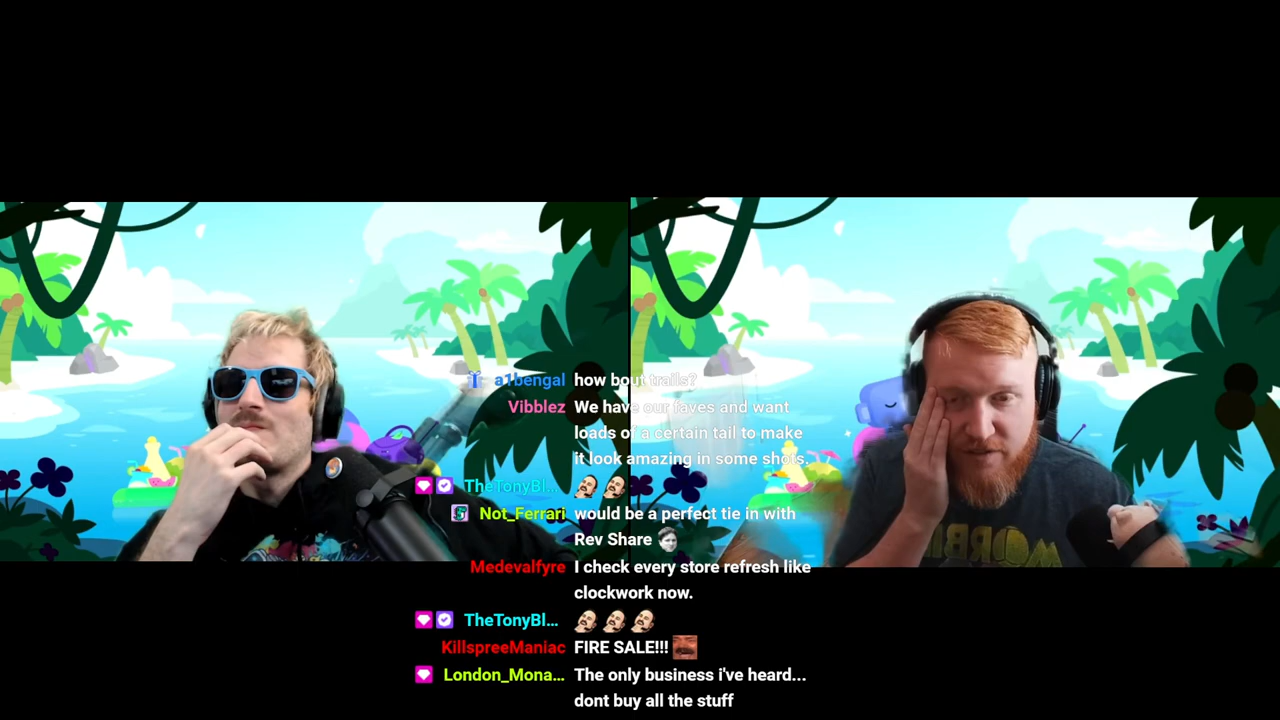 a1bengal how bout trails?
Vibblez We have our faves and want
loads of a certain tail to make
it look amazing in some shots.
TheTonyBl...
Not_Ferrari would be a perfect tie in with
Rev Share
Medevalfyre I check every store refresh like
clockwork now.
TheTonyBl...
KillspreeManiac FIRE SALE!!!
London_Mona... The only business i've heard...
dont buy all the stuff